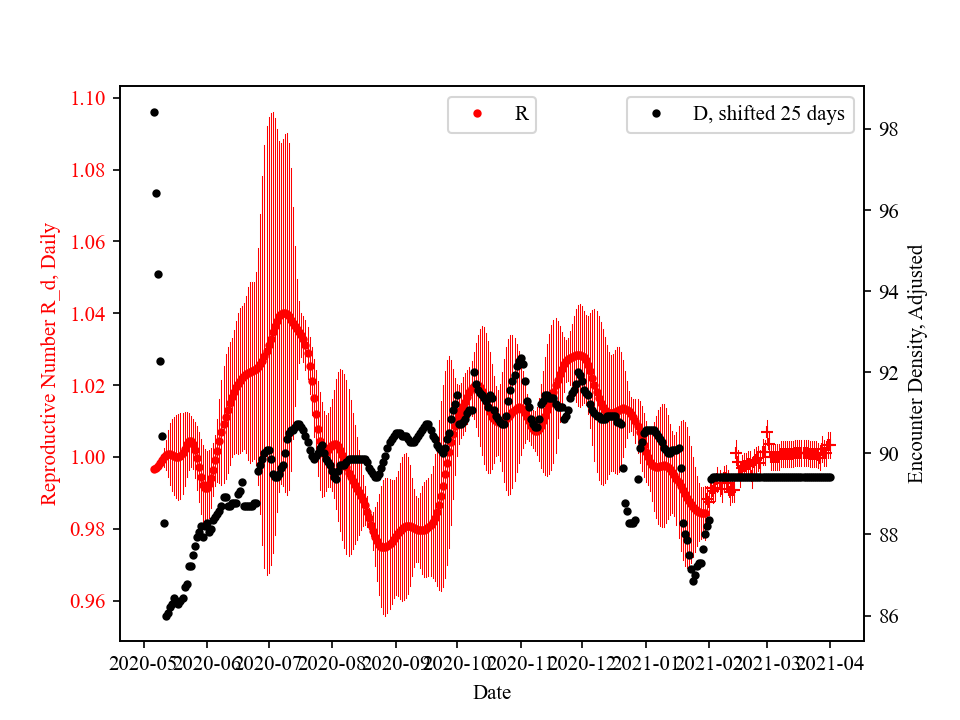 R
D, shifted 25 days
Reproductive Number R_d, Daily
1.10
1.08
1.06
1.04
1.02
1.00
0.98
0.96
98
96
94
92
90
88
86
Encounter Density, Adjusted
2020-05 2020-06 2020-07 2020-08 2020-09 2020-10 2020-11 2020-12 2021-01 2021-02 2021-03 2021-04
Date